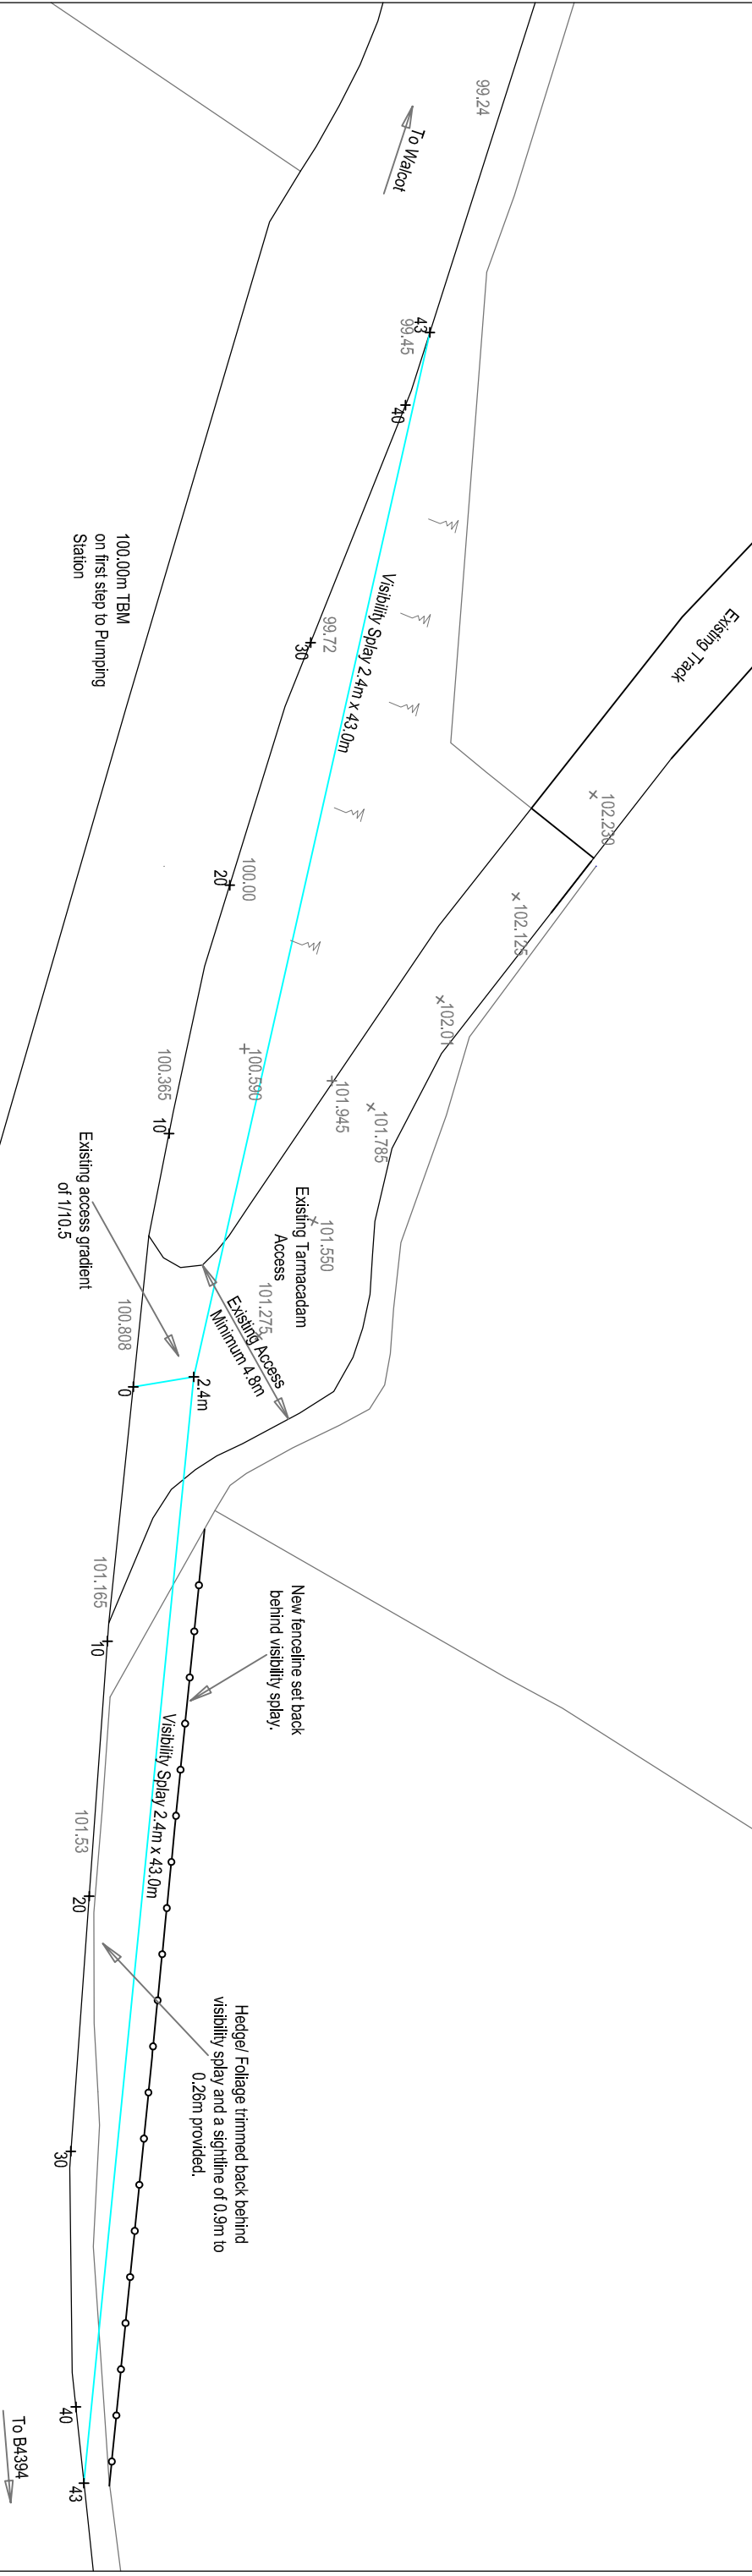 99.24
To Walcot
43
99.45
40
Visibility Splay 2.4m x 43.0m
99.72
30
100.00m TBM
on first step to Pumping
Station
Existing Track
102.230
102.125
102.01
100.00
20
100.590
101.945
101.785
100.365
10
Existing access gradient
of 1/10.5
Existing Tarmacadam
Access
101.550
101.275
Existing Access
Minimum 4.8m
100.808
0
2.4m
101.165
10
New fenceline set back
behind visibility splay.
Visibility Splay 2.4m x 43.0m
101.53
20
Hedge/ Foliage trimmed back behind
visibility splay and a sightline of 0.9m to
0.26m provided.
30
40
43
To B4394